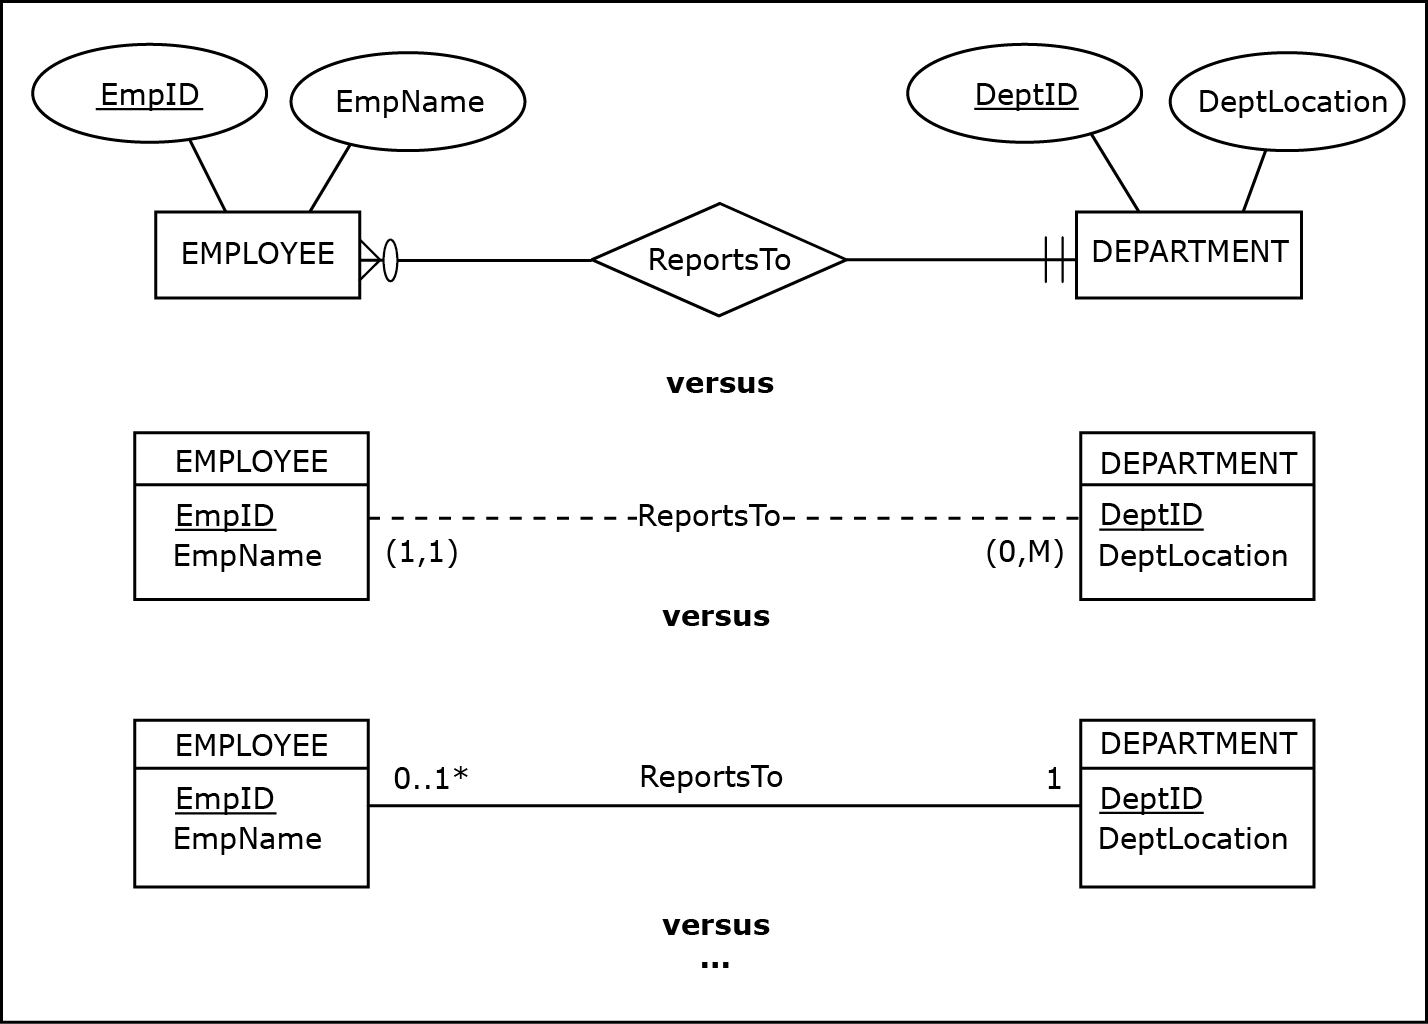 EmpID EmpName DeptID DeptLocation
EMPLOYEE ReportsTo DEPARTMENT
versus
EMPLOYEE DEPARTMENT
EmpID ReportsTo DeptID
EmpName (1,1) (0,M) DeptLocation
versus
EMPLOYEE DEPARTMENT
0..1* ReportsTo 1
EmpID DeptID
EmpName DeptLocation
versus
...